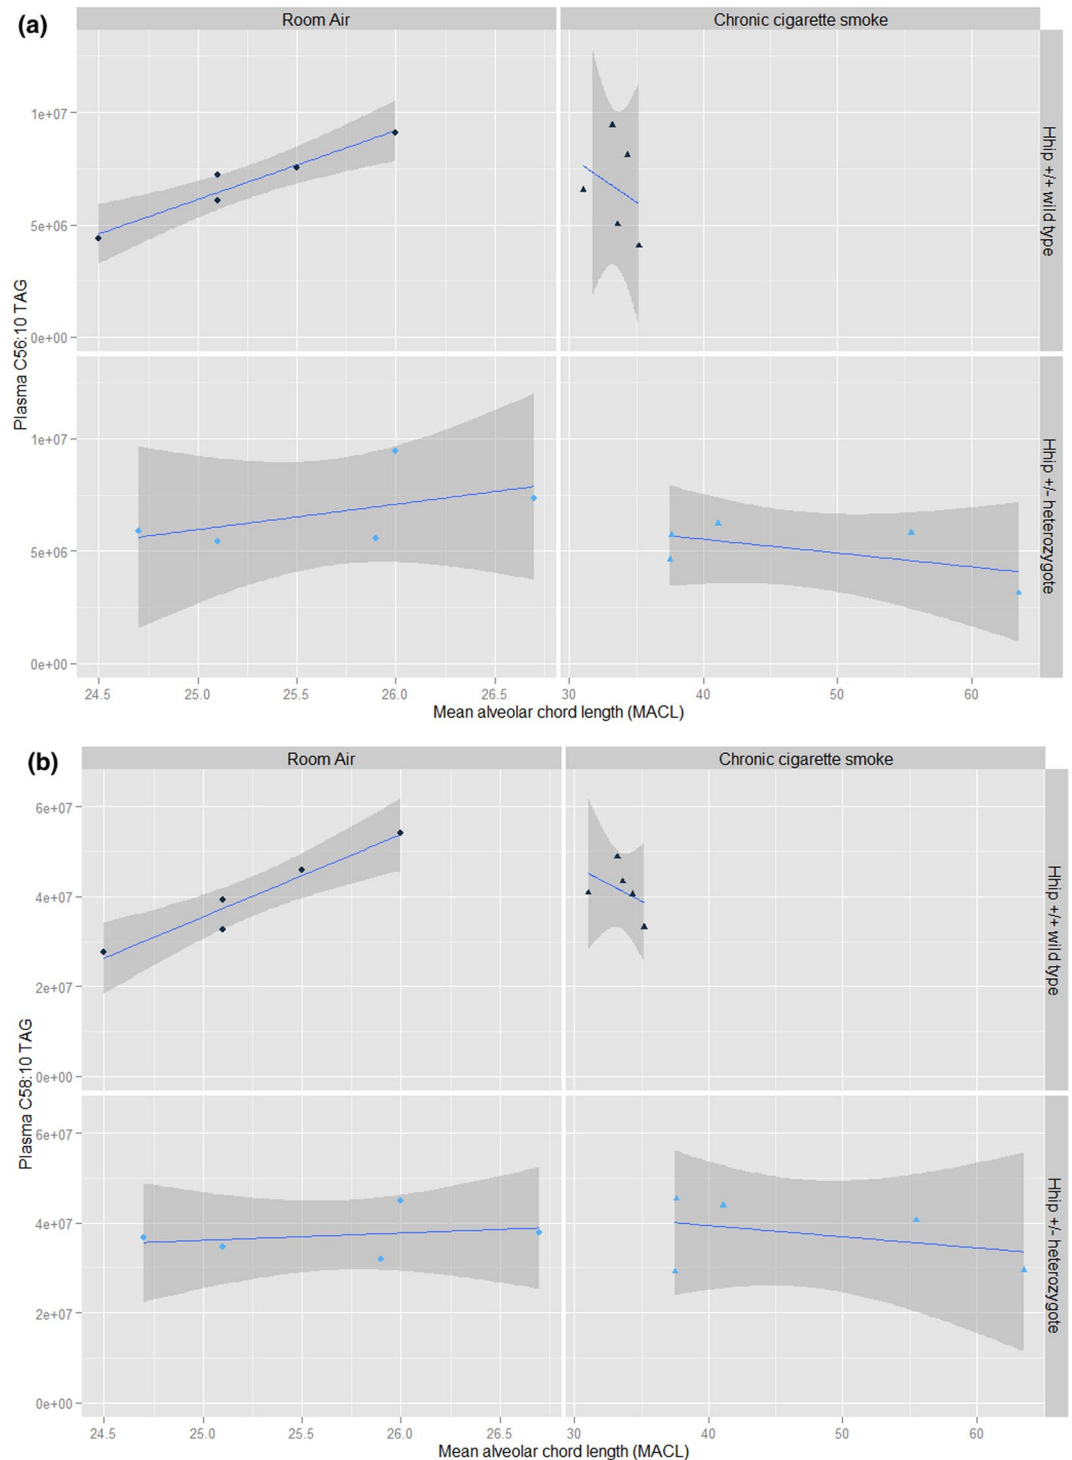 (a)
Room Air
Chronic cigarette smoke
1e+07
5e+06
0e+00
Hhip +/+ wild type
Plasma C56:10 TAG
1e+07
5e+06
0e+00
Hhip +/- heterozygote
24.5 25.0 25.5 26.0 26.5 30 40 50 60
Mean alveolar chord length (MACL)
(b)
Room Air
Chronic cigarette smoke
6e+07
4e+07
2e+07
0e+00
Hhip +/+ wild type
Plasma C58:10 TAG
6e+07
4e+07
2e+07
0e+00
Hhip +/- heterozygote
24.5 25.0 25.5 26.0 26.5 30 40 50 60
Mean alveolar chord length (MACL)